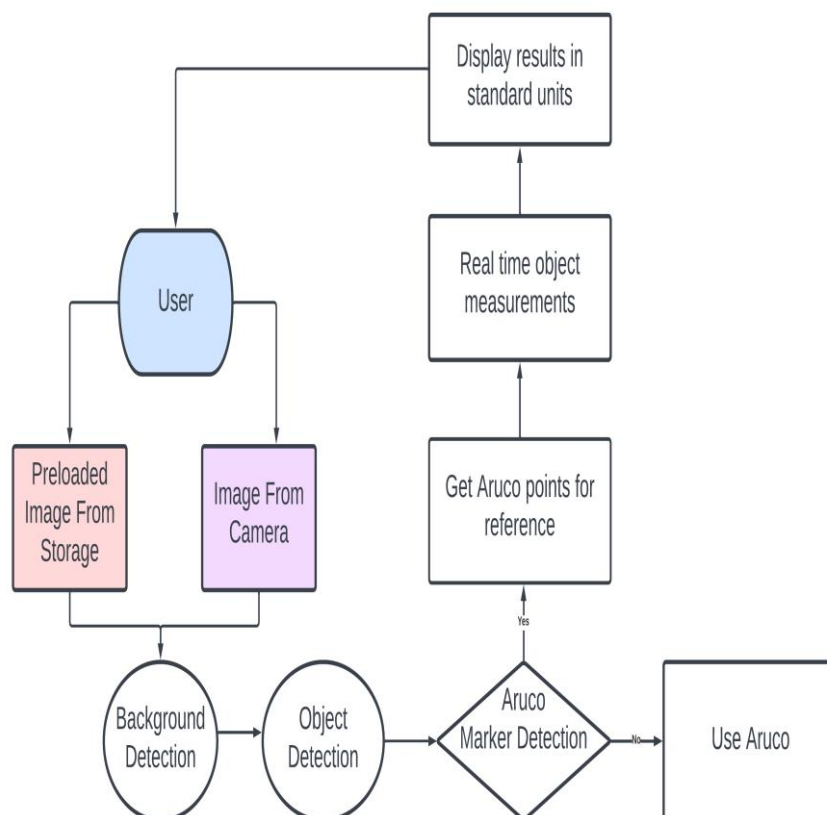 Display results in
standard units
Real time object
measurements
User
Preloaded
Image From
Storage
Image From
Camera
Get Aruco points for
reference
Yes
Background
Detection
Object
Detection
Aruco
Marker Detection
No
Use Aruco